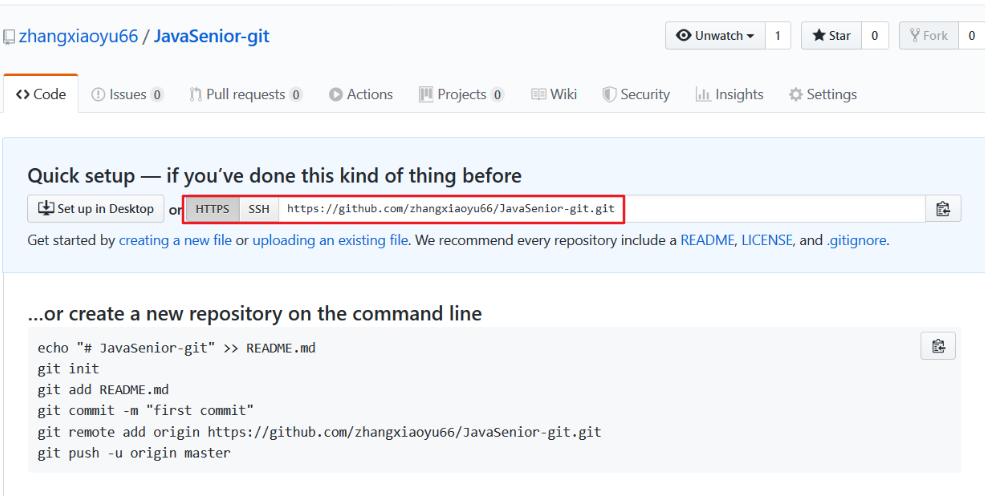 zhangxiaoyu66 / JavaSenior-git
Unwatch 1 Star 0 Fork 0
Code Issues 0 Pull requests 0 Actions Projects 0 Wiki Security Insights Settings
Quick setup — if you’ve done this kind of thing before
Set up in Desktop or HTTPS SSH https://github.com/zhangxiaoyu66/JavaSenior-git.git
Get started by creating a new file or uploading an existing file. We recommend every repository include a README, LICENSE, and .gitignore.
...or create a new repository on the command line
echo "# JavaSenior-git" >> README.md
git init
git add README.md
git commit -m "first commit"
git remote add origin https://github.com/zhangxiaoyu66/JavaSenior-git.git
git push -u origin master